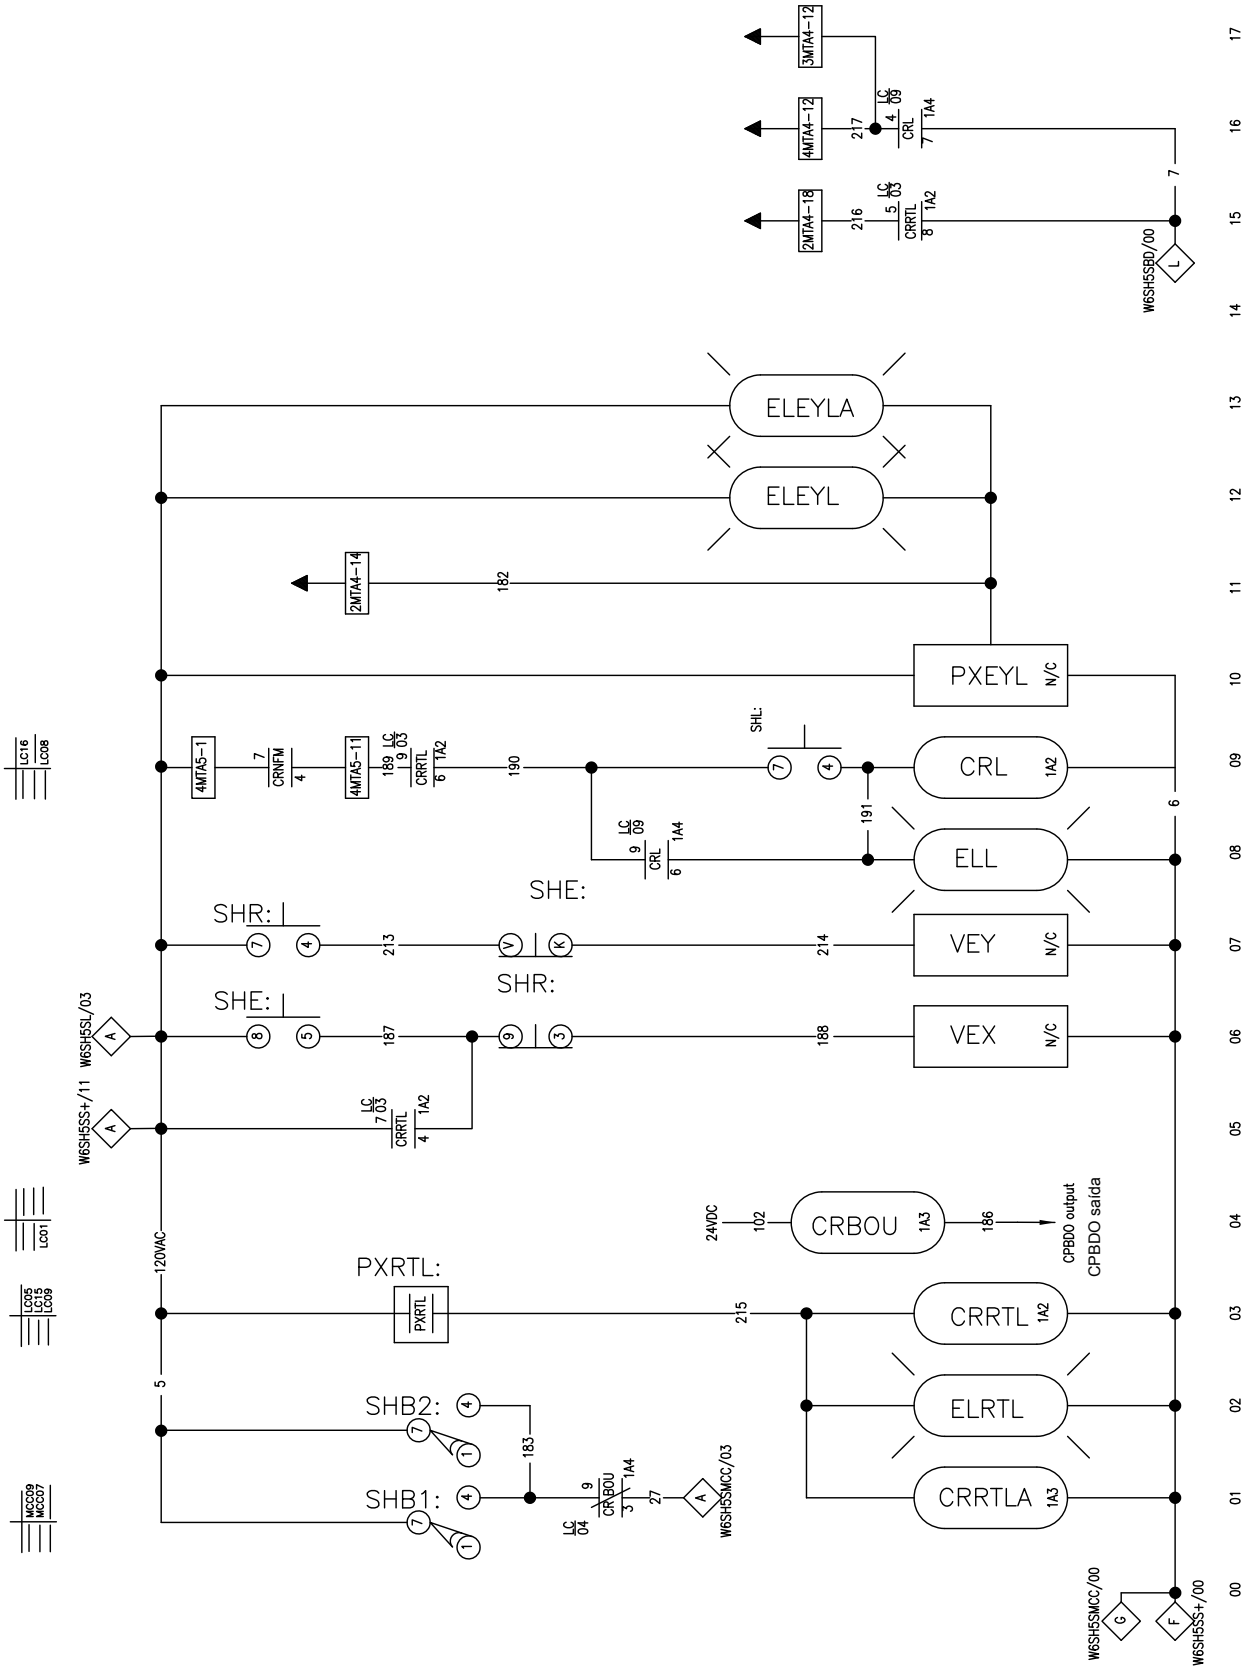 MCC09
MCC07
LC05
LC15
LC09
LC01
LC16
LC08
00
W6SH5SMCC/00
G
F
W6SH5SS+/00
01
SHB1:
7
4
1
LC
04
9
CRBOU
3
1A4
27
A
W6SH5SMCC/03
CRRTLA
1A3
5
02
SHB2:
7
4
1
183
ELRTL
03
120VAC
PXRTL:
PXRTL
215
CRRTL
1A2
04
24VDC
102
CRBOU
1A3
186
CPBDO output
CPBDO saída
05
W6SH5SS+/11
A
LC
03
7
CRRTL
4
1A2
06
W6SH5SL/03
A
SHE:
8
5
187
SHR:
9
3
188
VEX
N/C
07
SHR:
7
4
213
SHE:
V
K
214
VEY
N/C
08
LC
09
9
CRL
6
1A4
191
ELL
09
4MTA5-1
7
CRNFM
4
4MTA5-11
189
LC
03
9
CRRTL
6
1A2
190
SHL:
7
4
CRL
1A2
6
10
PXEYL
N/C
11
2MTA4-14
182
12
ELEYL
13
ELEYLA
14
W6SH5SBD/00
L
15
2MTA4-18
216
LC
03
5
CRRTL
8
1A2
7
16
4MTA4-12
217
LC
09
4
CRL
7
1A4
17
3MTA4-12